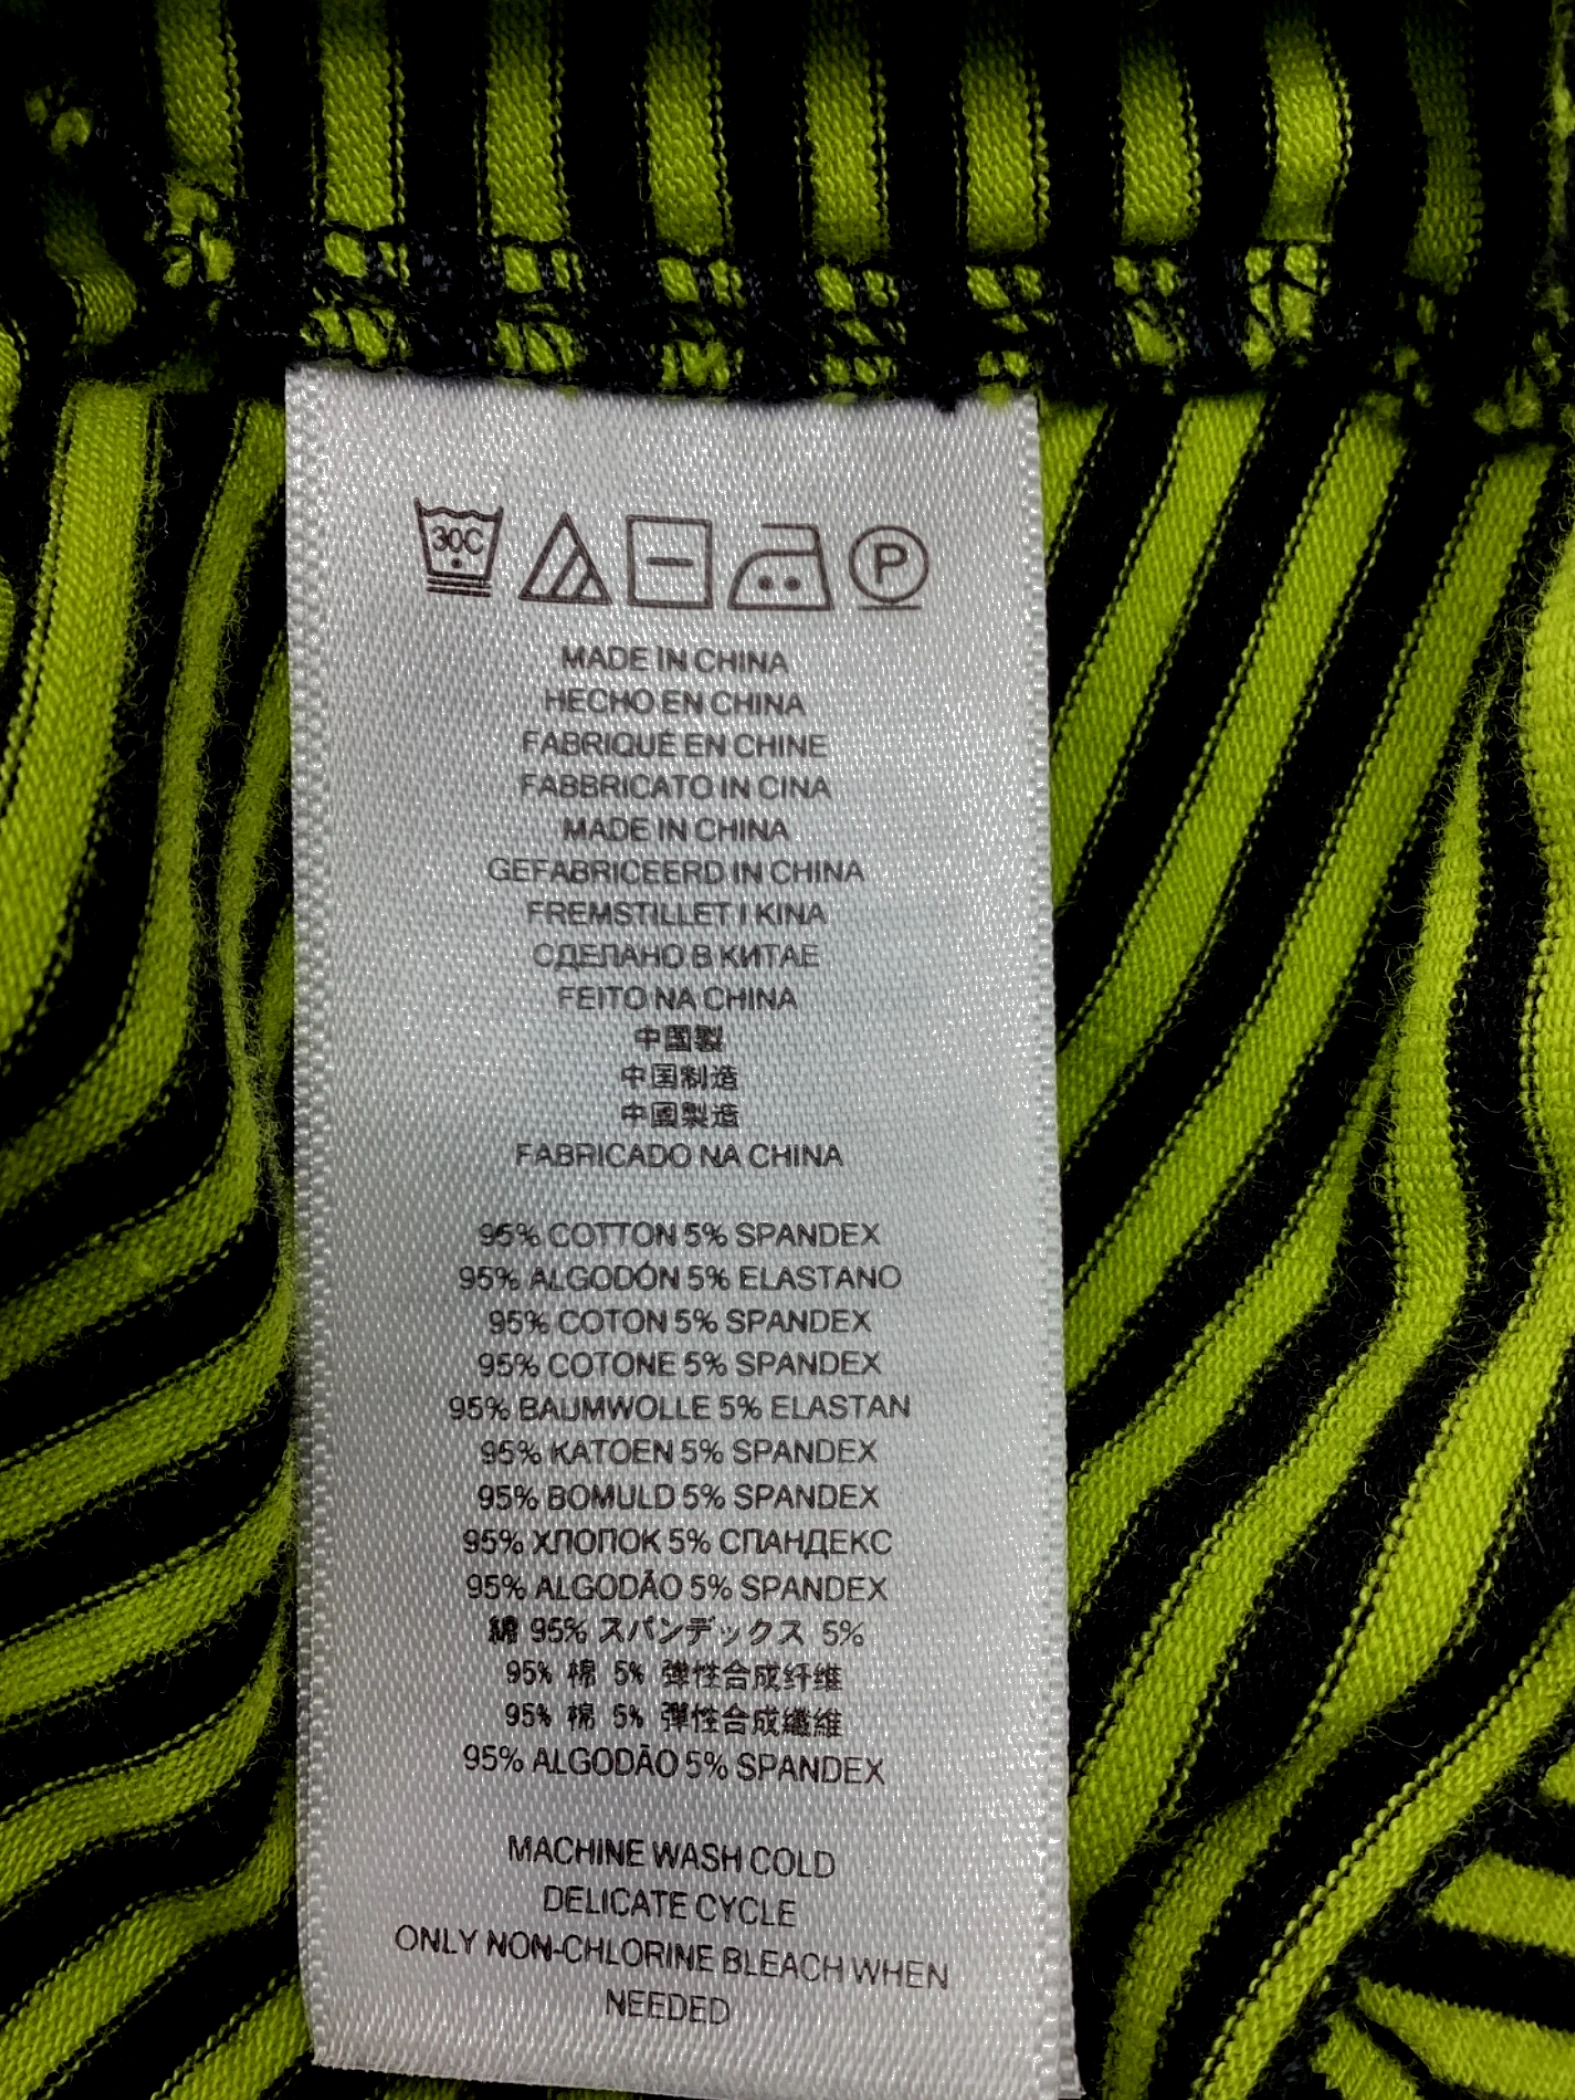 30C
P
MADE IN CHINA
HECHO EN CHINA
FABRIQUÉ EN CHINE
FABBRICATO IN CINA
MADE IN CHINA
GEFABRICEERD IN CHINA
FREMSTILLET I KINA
СДЕЛАНО В КИТАЕ
FEITO NA CHINA
中国製
中国制造
中國製造
FABRICADO NA CHINA
95% COTTON 5% SPANDEX
95% ALGODÓN 5% ELASTANO
95% COTON 5% SPANDEX
95% COTONE 5% SPANDEX
95% BAUMWOLLE 5% ELASTAN
95% KATOEN 5% SPANDEX
95% BOMULD 5% SPANDEX
95% ХЛОПОК 5% СПАНДЕКС
95% ALGODÃO 5% SPANDEX
綿 95% スパンデックス 5%
95% 棉 5% 弹性合成纤维
95% 棉 5% 彈性合成纖維
95% ALGODÃO 5% SPANDEX
MACHINE WASH COLD
DELICATE CYCLE
ONLY NON-CHLORINE BLEACH WHEN
NEEDED